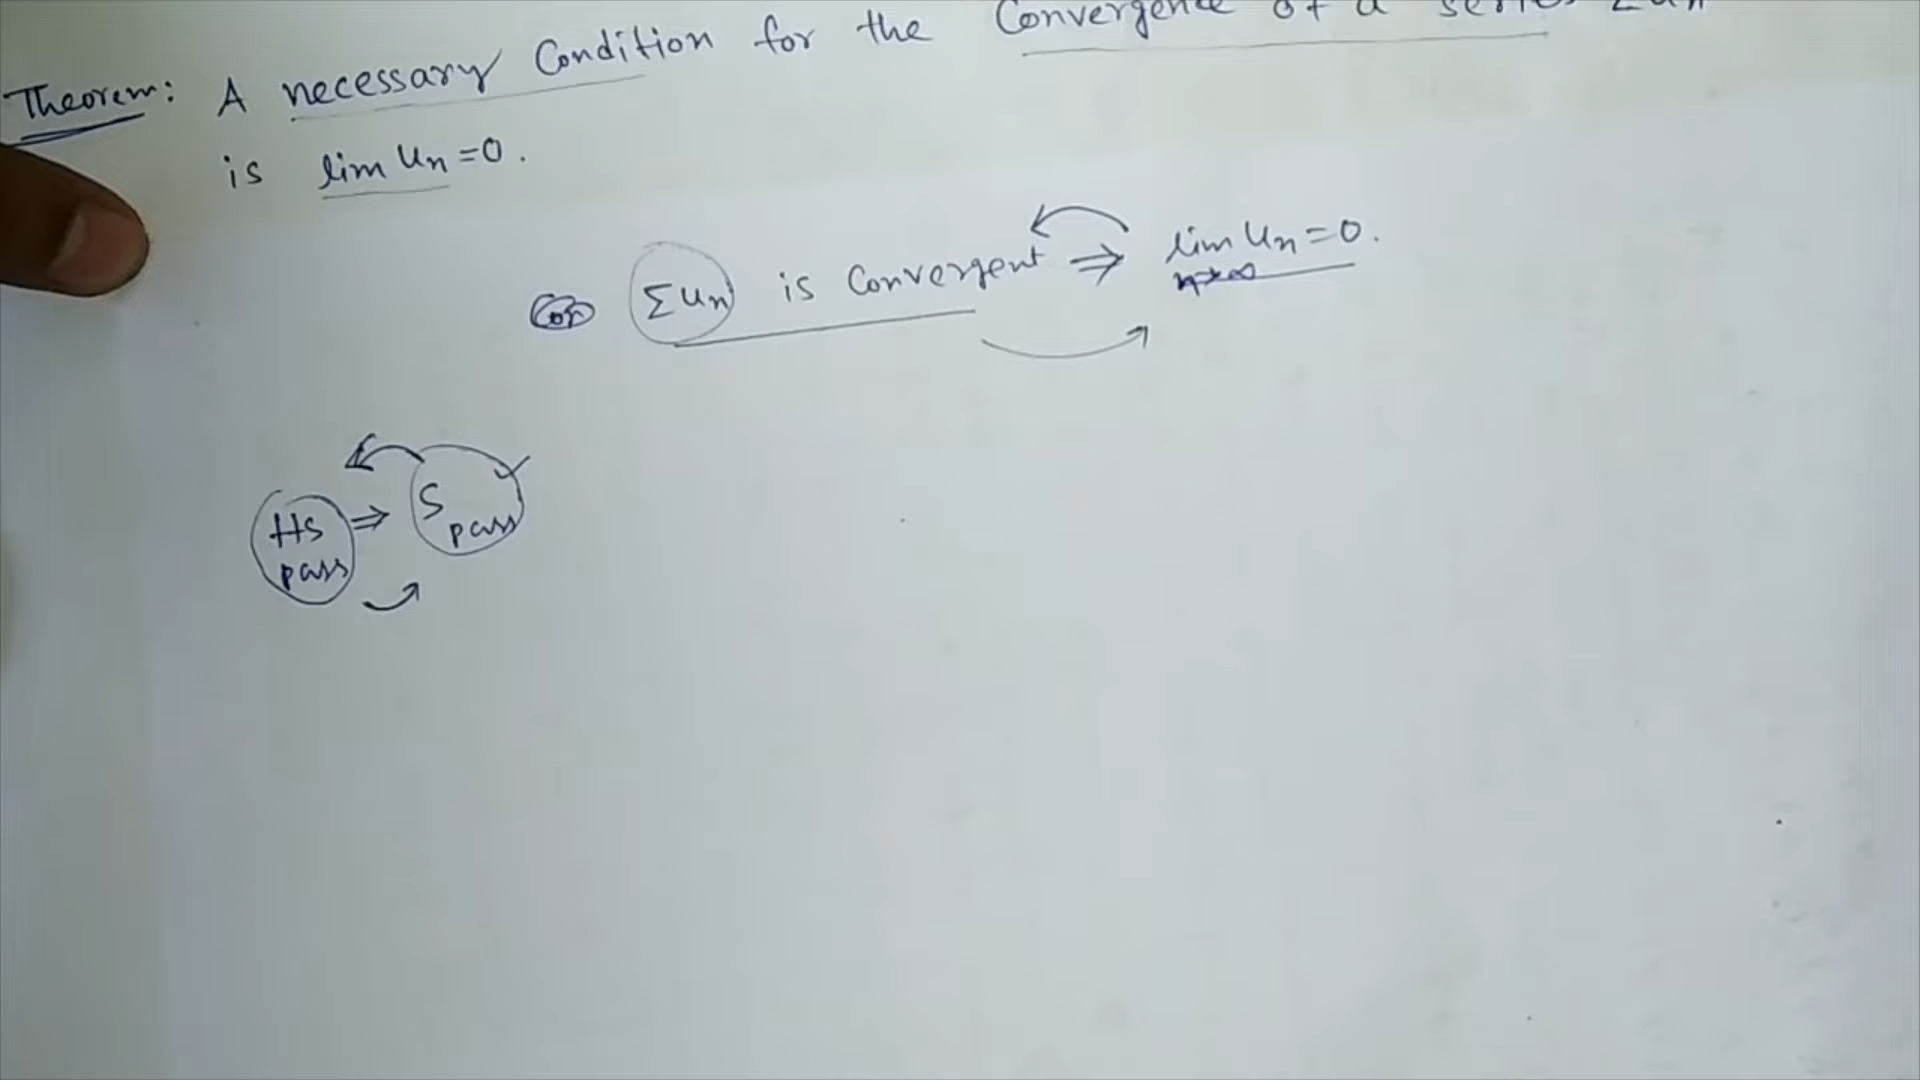 Theorem: A necessary Condition for the Convergence of a series Σun
is lim un = 0.
(or) Σun is Convergent ⇒ lim un = 0.
n→∞
HS ⇒ S
pass pass